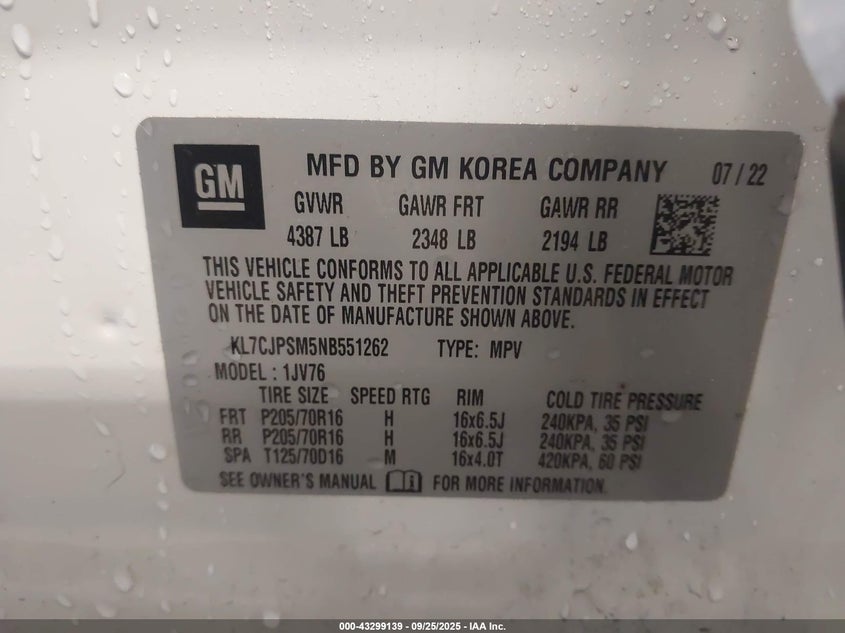 GM MFD BY GM KOREA COMPANY 07 / 22
GVWR GAWR FRT GAWR RR
4387 LB 2348 LB 2194 LB
THIS VEHICLE CONFORMS TO ALL APPLICABLE U.S. FEDERAL MOTOR
VEHICLE SAFETY AND THEFT PREVENTION STANDARDS IN EFFECT
ON THE DATE OF MANUFACTURE SHOWN ABOVE.
KL7CJPSM5NB551262 TYPE: MPV
MODEL : 1JV76
TIRE SIZE SPEED RTG RIM COLD TIRE PRESSURE
FRT P205/70R16 H 16x6.5J 240KPA, 35 PSI
RR P205/70R16 H 16x6.5J 240KPA, 35 PSI
SPA T125/70D16 M 16x4.0T 420KPA, 60 PSI
SEE OWNER'S MANUAL FOR MORE INFORMATION.
000-43299139 - 09/25/2025 - IAA Inc.